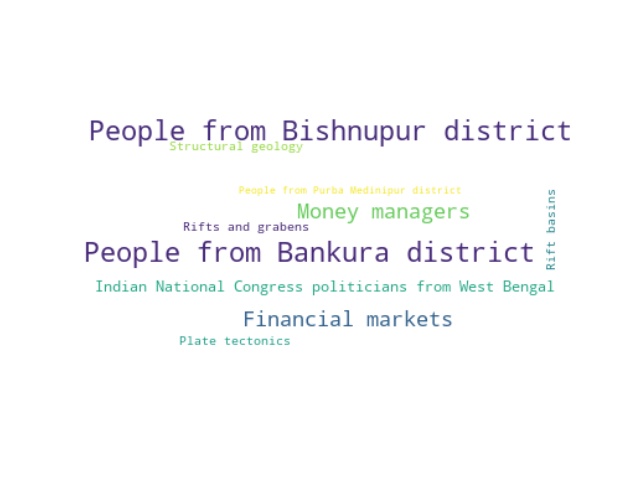 People from Bishnupur district
Structural geology
People from Purba Medinipur district
Money managers
Rifts and grabens
Rift basins
People from Bankura district
Indian National Congress politicians from West Bengal
Financial markets
Plate tectonics